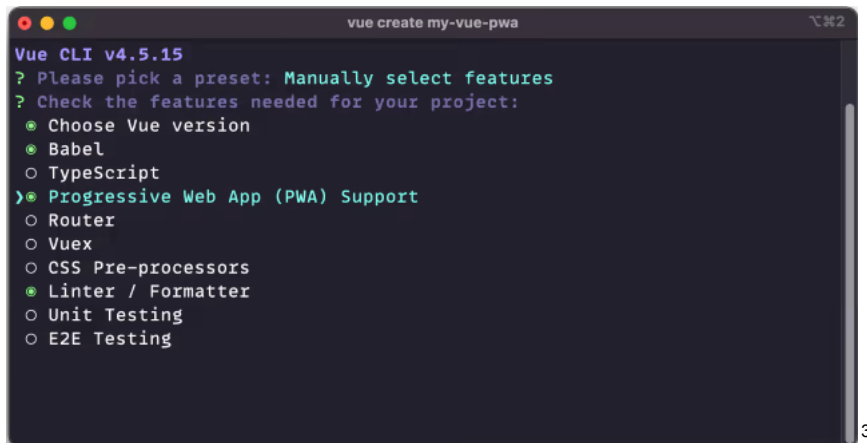 vue create my-vue-pwa ⌥⌘2
Vue CLI v4.5.15
? Please pick a preset: Manually select features
? Check the features needed for your project:
◉ Choose Vue version
◉ Babel
◯ TypeScript
❯◉ Progressive Web App (PWA) Support
◯ Router
◯ Vuex
◯ CSS Pre-processors
◉ Linter / Formatter
◯ Unit Testing
◯ E2E Testing